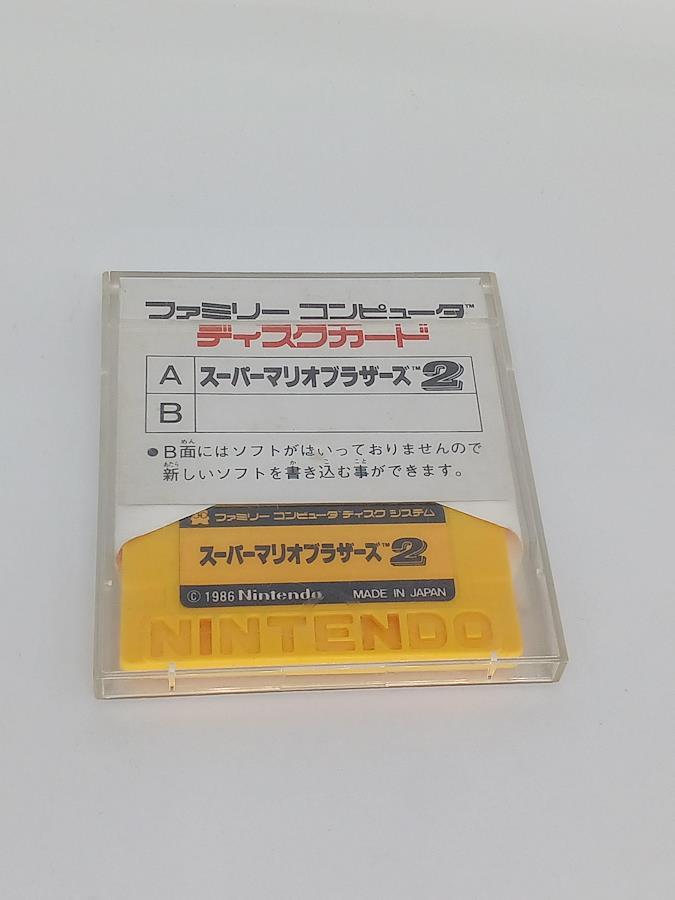 ファミリー コンピュータ™
ディスクカード
A スーパーマリオブラザーズ™2
B
●B面にはソフトがはいっておりませんので
新しいソフトを書き込む事ができます。
ファミリー コンピュータ ディスク システム
スーパーマリオブラザーズ™2
© 1986 Nintendo MADE IN JAPAN
NINTENDO